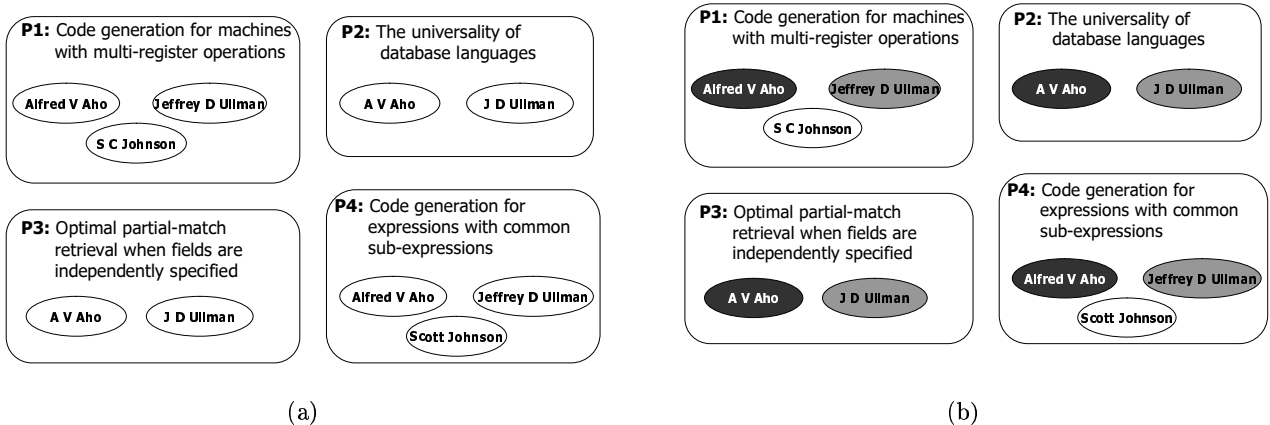 P1: Code generation for machines
with multi-register operations
Alfred V Aho
Jeffrey D Ullman
S C Johnson
P2: The universality of
database languages
A V Aho
J D Ullman
P3: Optimal partial-match
retrieval when fields are
independently specified
A V Aho
J D Ullman
P4: Code generation for
expressions with common
sub-expressions
Alfred V Aho
Jeffrey D Ullman
Scott Johnson
(a)
P1: Code generation for machines
with multi-register operations
Alfred V Aho
Jeffrey D Ullman
S C Johnson
P2: The universality of
database languages
A V Aho
J D Ullman
P3: Optimal partial-match
retrieval when fields are
independently specified
A V Aho
J D Ullman
P4: Code generation for
expressions with common
sub-expressions
Alfred V Aho
Jeffrey D Ullman
Scott Johnson
(b)